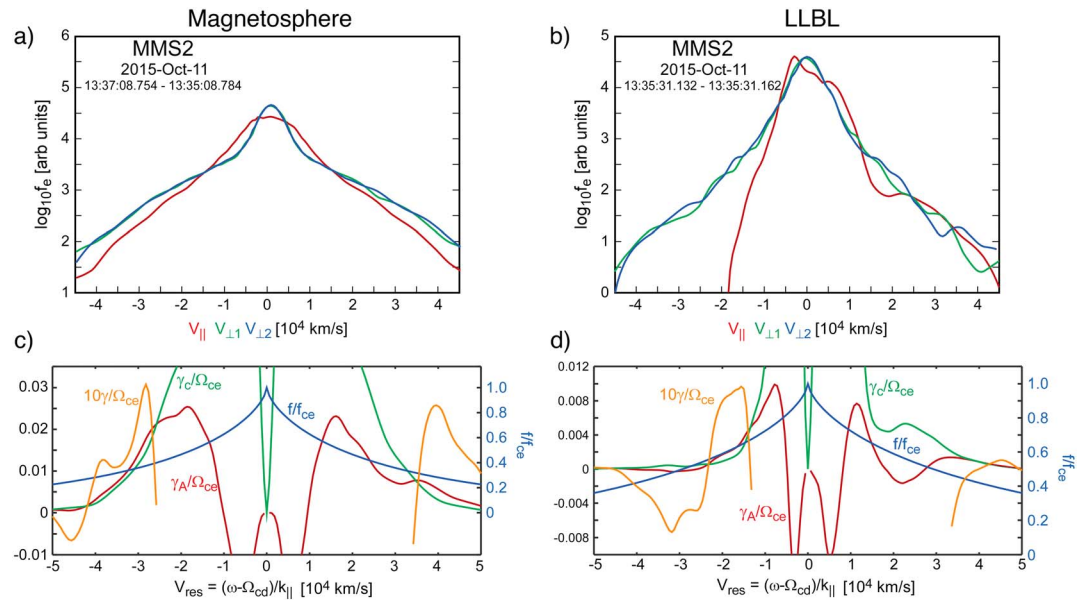 Magnetosphere
LLBL
a)
6
5
4
3
2
1
log10fe [arb units]
MMS2
2015-Oct-11
13:37:08.754 - 13:35:08.784
-4 -3 -2 -1 0 1 2 3 4
V|| V⊥1 V⊥2 [10⁴ km/s]
b)
5
4
3
2
1
0
log10fe [arb units]
MMS2
2015-Oct-11
13:35:31.132 - 13:35:31.162
-4 -3 -2 -1 0 1 2 3 4
V|| V⊥1 V⊥2 [10⁴ km/s]
c)
0.03
0.02
0.01
0
-0.01
10γ/Ωce
γc/Ωce
f/fce
γA/Ωce
1.0
0.8
0.6
0.4
0.2
0
f/fce
-5 -4 -3 -2 -1 0 1 2 3 4 5
Vres = (ω-Ωcd)/k|| [10⁴ km/s]
d)
0.012
0.008
0.004
0
-0.004
-0.008
10γ/Ωce
γc/Ωce
f/fce
γA/Ωce
1.0
0.8
0.6
0.4
0.2
0
f/fce
-5 -4 -3 -2 -1 0 1 2 3 4 5
Vres = (ω-Ωcd)/k|| [10⁴ km/s]